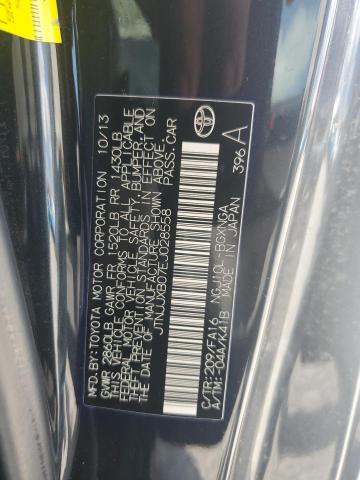 MFD. BY: TOYOTA MOTOR CORPORATION 10/13
GVWR 2860LB GAWR FR 1520LB RR 1430LB
THIS VEHICLE CONFORMS TO ALL APPLICABLE
FEDERAL MOTOR VEHICLE SAFETY, BUMPER, AND
THEFT PREVENTION STANDARDS IN EFFECT ON
THE DATE OF MANUFACTURE SHOWN ABOVE.
JTNJJXB07EJ028558 PASS.CAR
C/TR: 209/FA16 NCJ10L-BGXNGA
A/TM: -04A/K41B MADE IN JAPAN
396 A